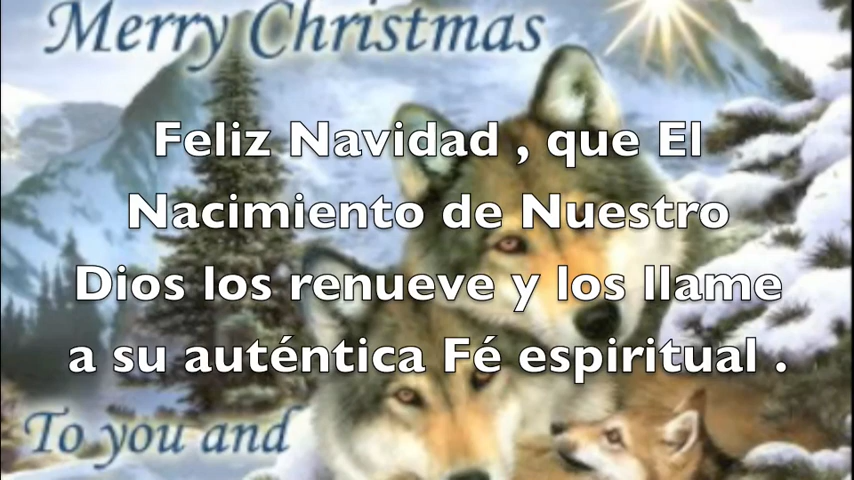 Merry Christmas
Feliz Navidad , que El
Nacimiento de Nuestro
Dios los renueve y los llame
a su auténtica Fé espiritual .
To you and